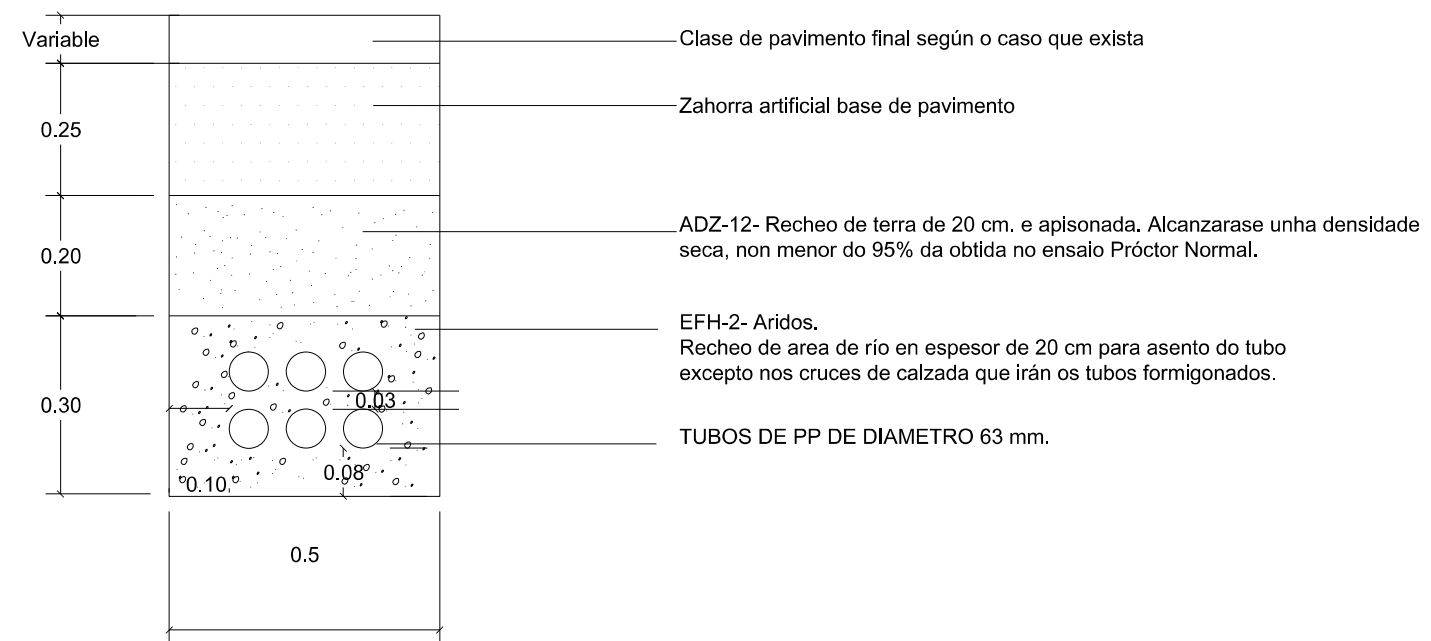 Variable
Clase de pavimento final según o caso que exista
Zahorra artificial base de pavimento
0.25
ADZ-12- Recheo de terra de 20 cm. e apisonada. Alcanzarase unha densidade
seca, non menor do 95% da obtida no ensaio Próctor Normal.
0.20
EFH-2- Aridos.
Recheo de area de río en espesor de 20 cm para asento do tubo
excepto nos cruces de calzada que irán os tubos formigonados.
0.30
0.03
TUBOS DE PP DE DIAMETRO 63 mm.
0.08
0.10
0.5